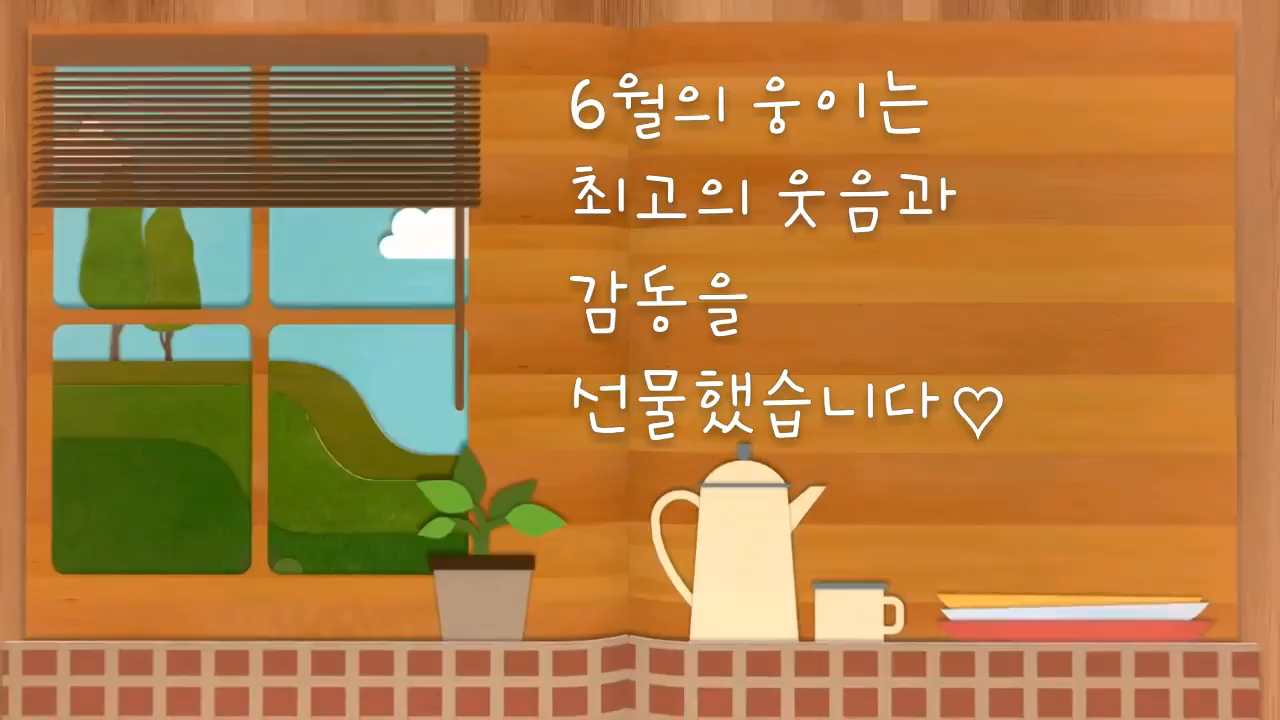 6월의 웅이는
최고의 웃음과
감동을
선물했습니다♡